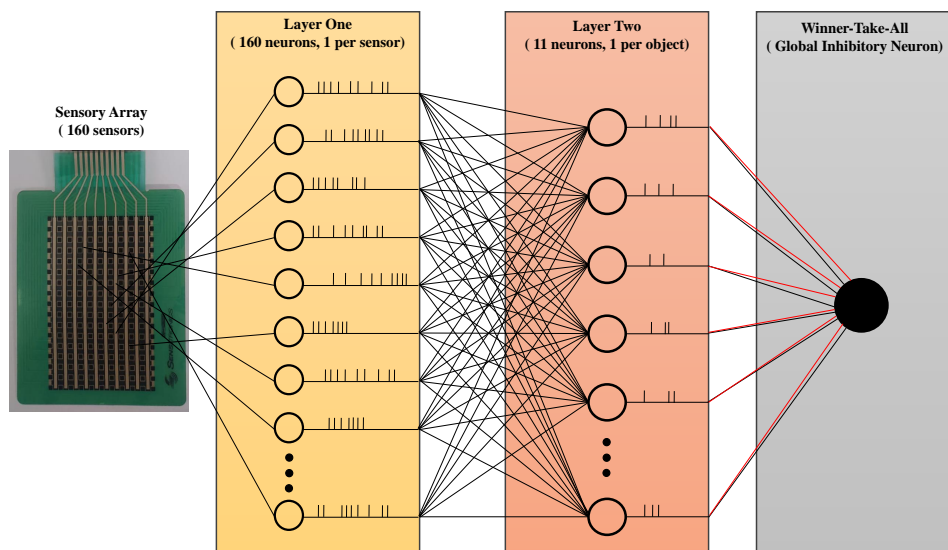 Layer One
( 160 neurons, 1 per sensor)
Layer Two
( 11 neurons, 1 per object)
Winner-Take-All
( Global Inhibitory Neuron)
Sensory Array
( 160 sensors)